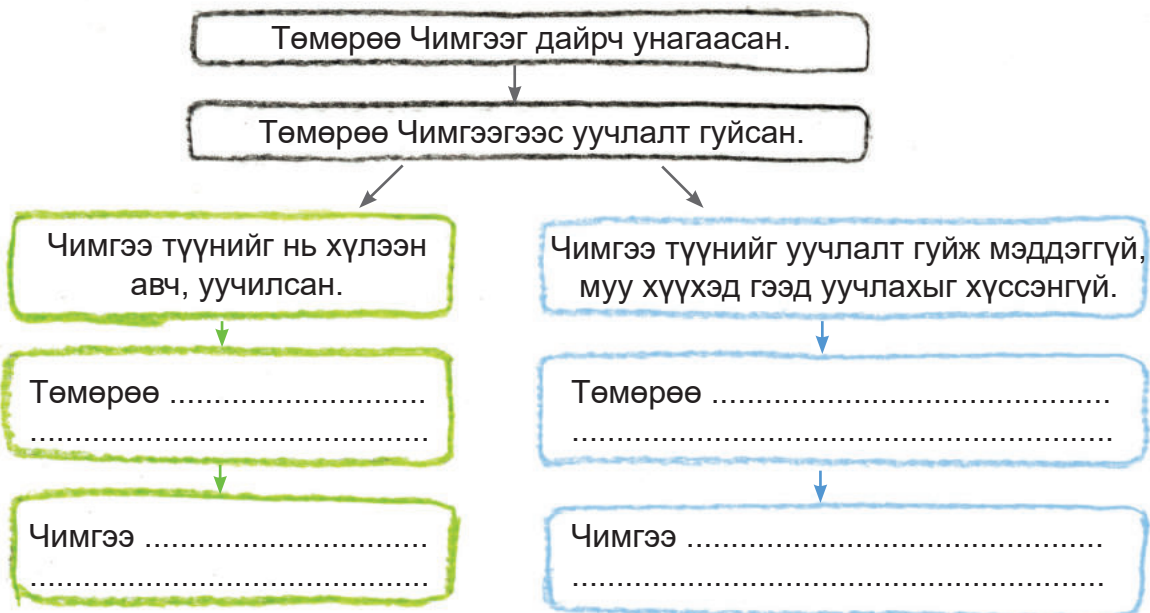 Төмөрөө Чимгээг дайрч унагаасан.
Төмөрөө Чимгээгээс уучлалт гуйсан.
Чимгээ түүнийг нь хүлээн
авч, уучилсан.
Чимгээ түүнийг уучлалт гуйж мэддэггүй,
муу хүүхэд гээд уучлахыг хүссэнгүй.
Төмөрөө .............................
.............................................
Төмөрөө .............................................
.............................................................
Чимгээ ................................
.............................................
Чимгээ ...............................................
............................................................